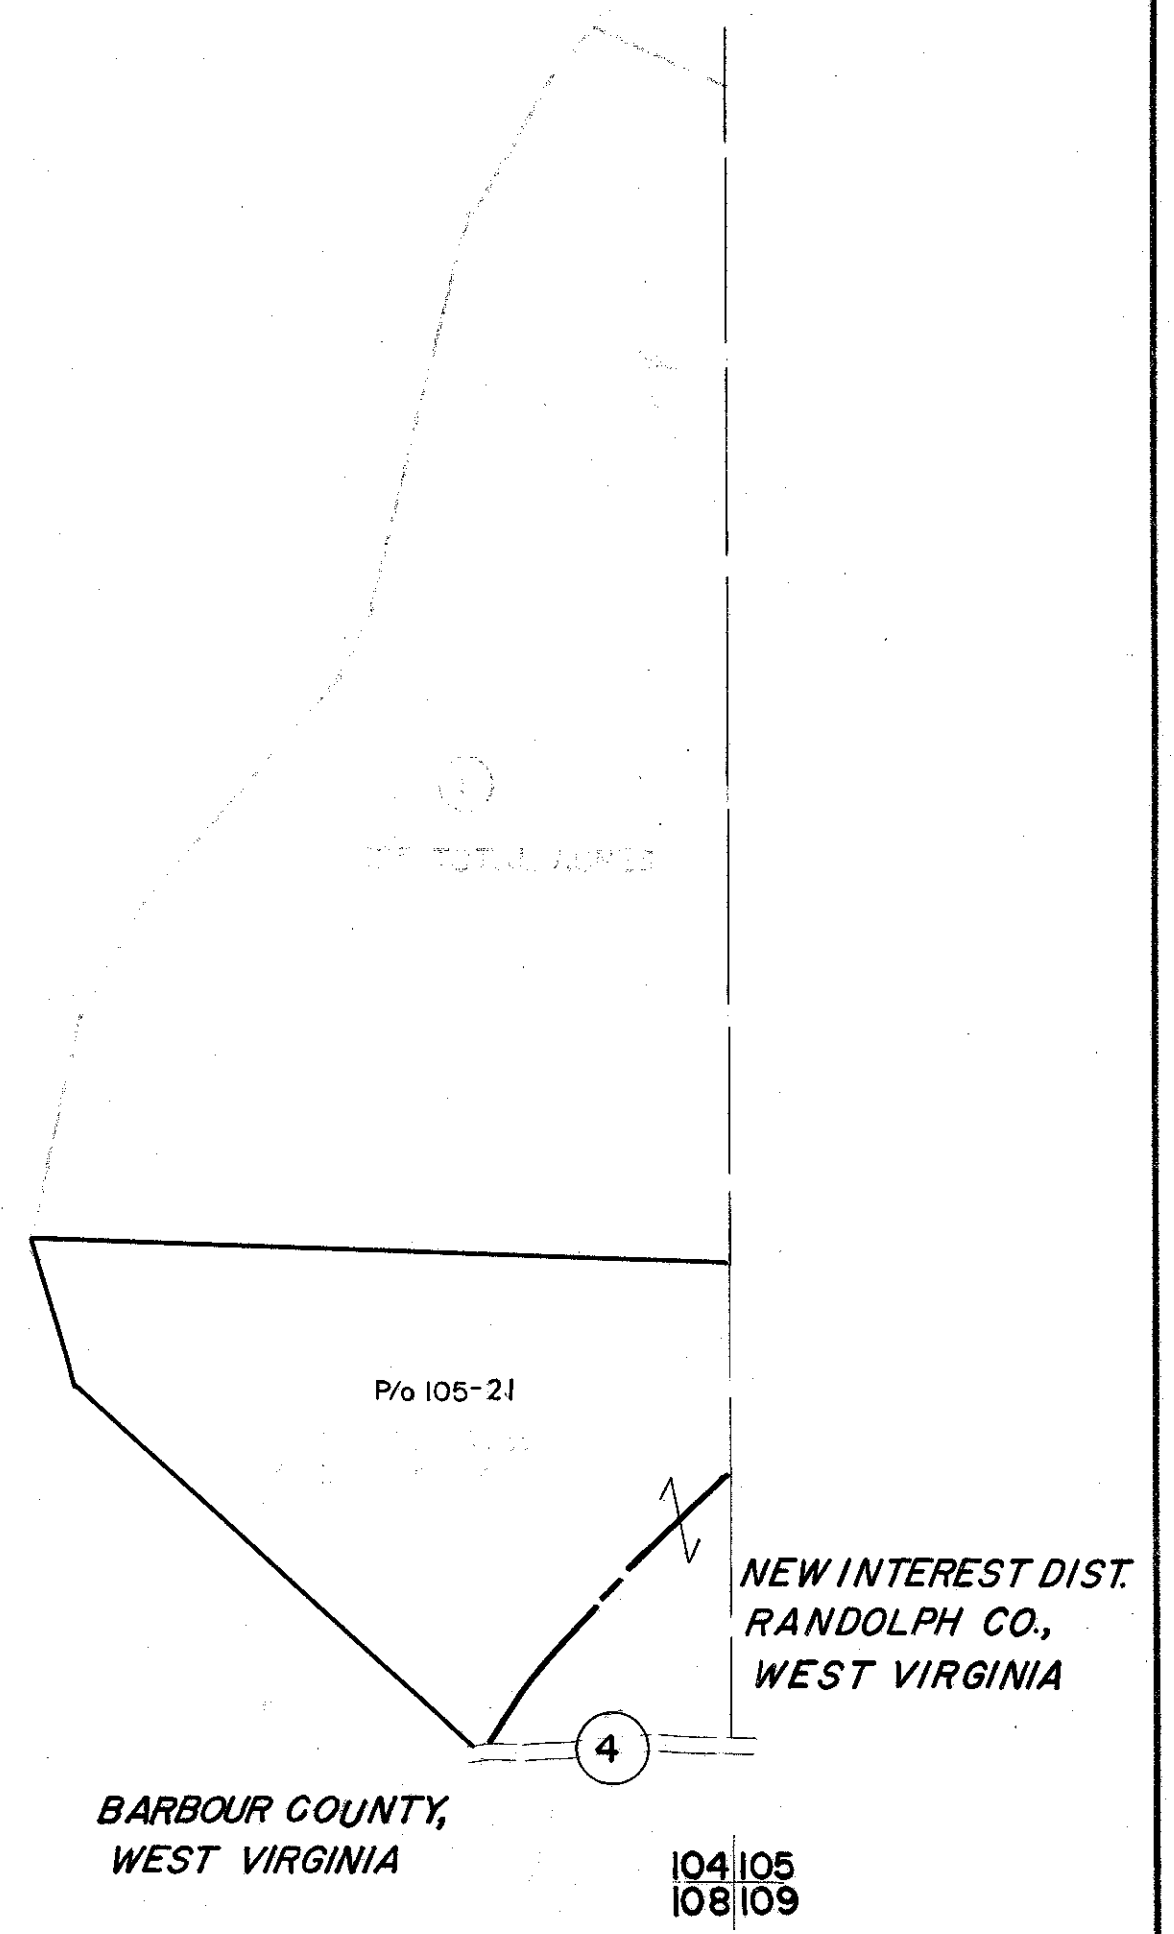 P/o 105-21
NEW INTEREST DIST.
RANDOLPH CO.,
WEST VIRGINIA
4
BARBOUR COUNTY,
WEST VIRGINIA
104 105
108 109